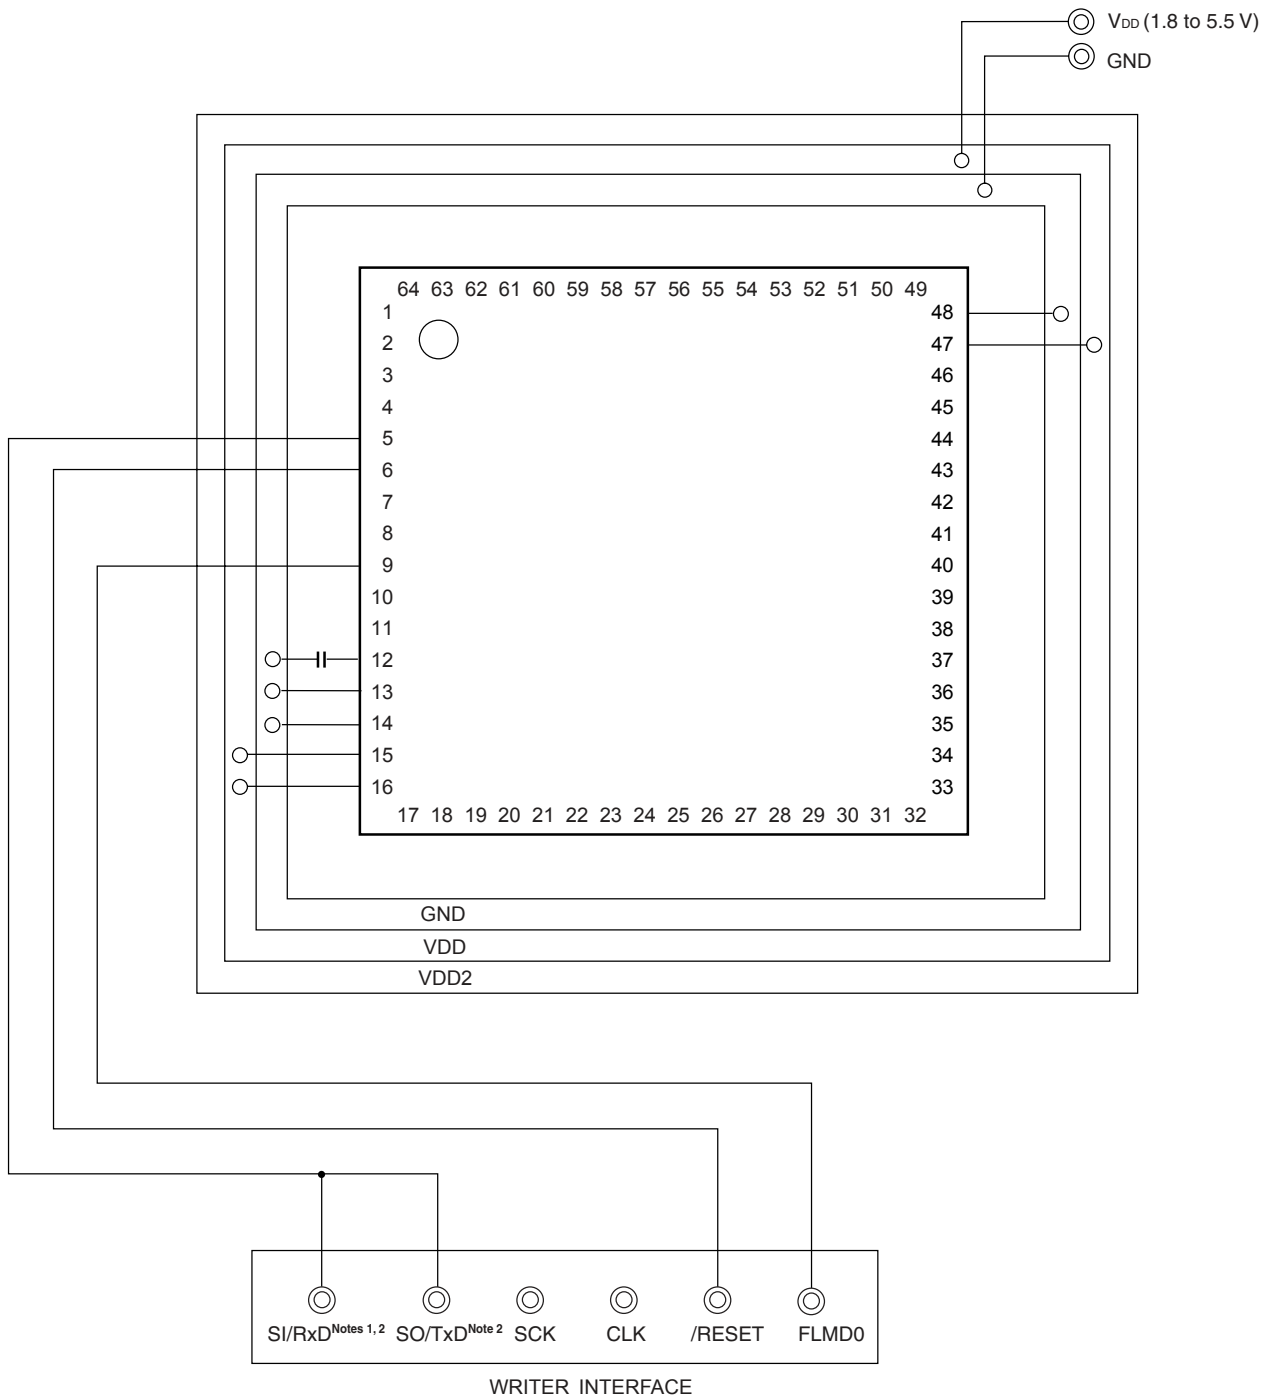 VDD (1.8 to 5.5 V)
GND
64 63 62 61 60 59 58 57 56 55 54 53 52 51 50 49
1 48
2 47
3 46
4 45
5 44
6 43
7 42
8 41
9 40
10 39
11 38
12 37
13 36
14 35
15 34
16 33
17 18 19 20 21 22 23 24 25 26 27 28 29 30 31 32
GND
VDD
VDD2
SI/RxD Notes 1, 2 SO/TxD Note 2 SCK CLK /RESET FLMD0
WRITER INTERFACE